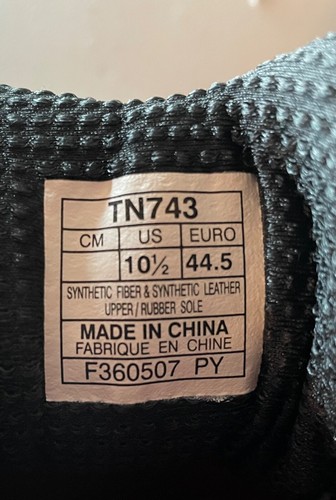 TN743
CM US EURO
10½ 44.5
SYNTHETIC FIBER & SYNTHETIC LEATHER
UPPER / RUBBER SOLE
MADE IN CHINA
FABRIQUE EN CHINE
F360507 PY